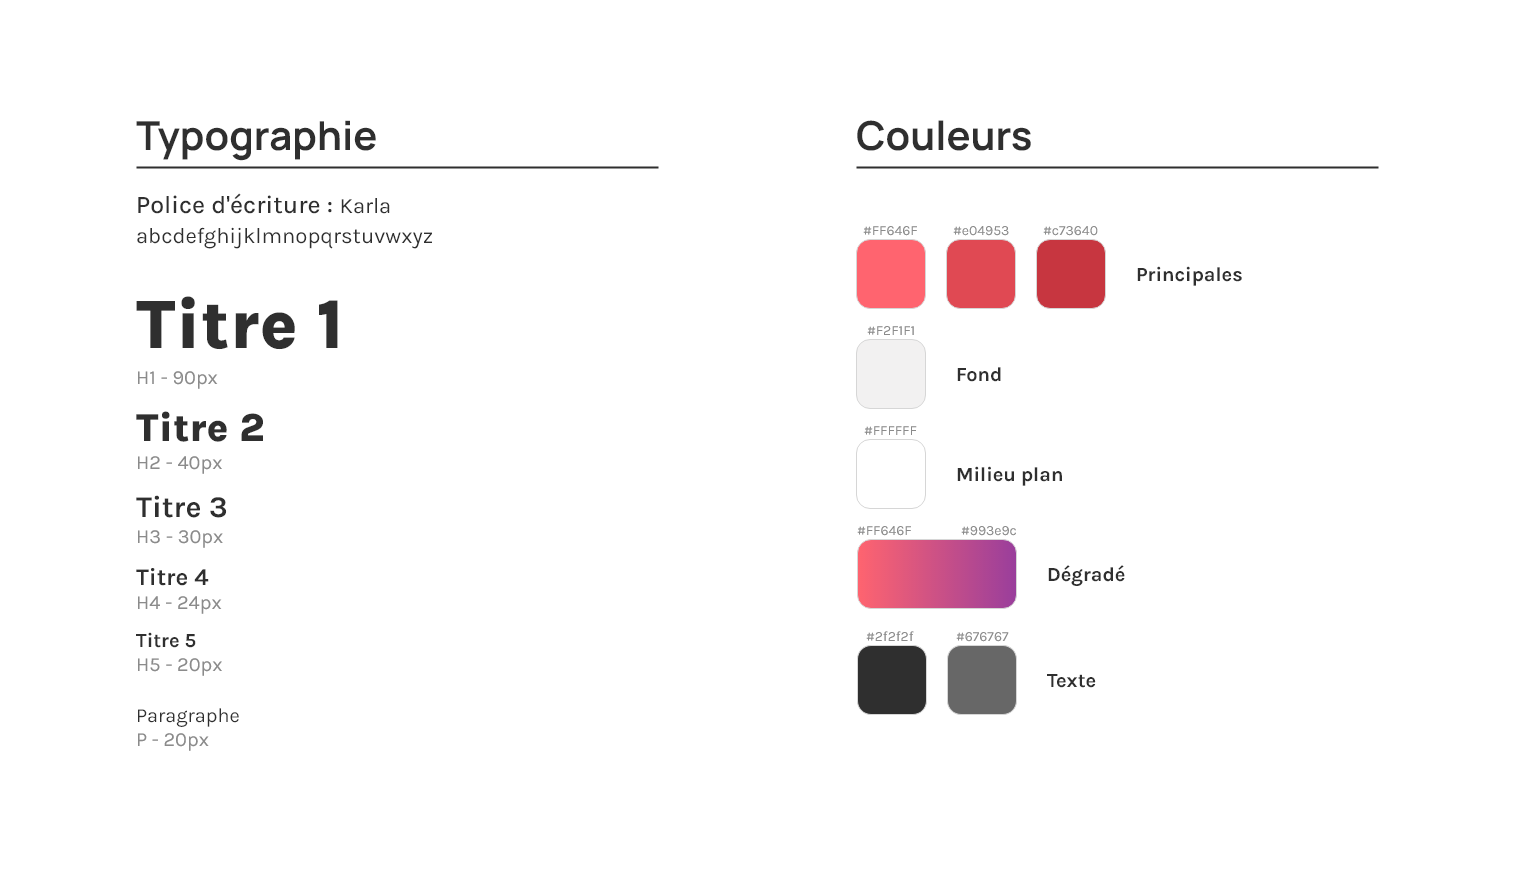 Typographie
Police d'écriture : Karla
abcdefghijklmnopqrstuvwxyz
Titre 1
H1 - 90px
Titre 2
H2 - 40px
Titre 3
H3 - 30px
Titre 4
H4 - 24px
Titre 5
H5 - 20px
Paragraphe
P - 20px
Couleurs
#FF646F #e04953 #c73640
Principales
#F2F1F1
Fond
#FFFFFF
Milieu plan
#FF646F #993e9c
Dégradé
#2f2f2f #676767
Texte